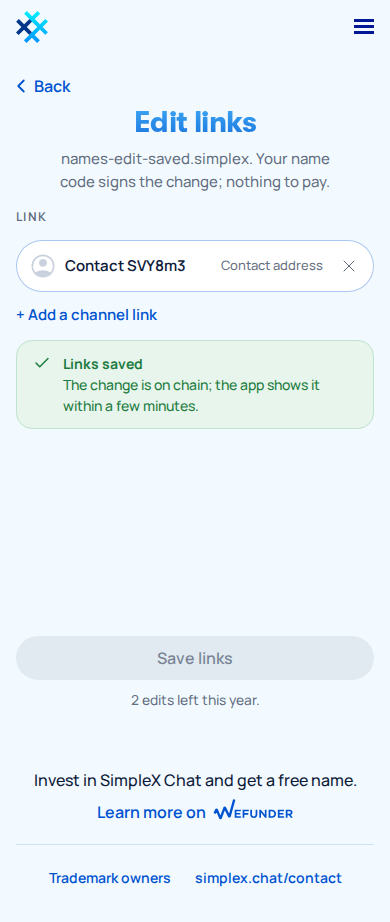 Back
Edit links
names-edit-saved.simplex. Your name
code signs the change; nothing to pay.
LINK
Contact SVY8m3 Contact address
+ Add a channel link
Links saved
The change is on chain; the app shows it
within a few minutes.
Save links
2 edits left this year.
Invest in SimpleX Chat and get a free name.
Learn more on WEFUNDER
Trademark owners simplex.chat/contact